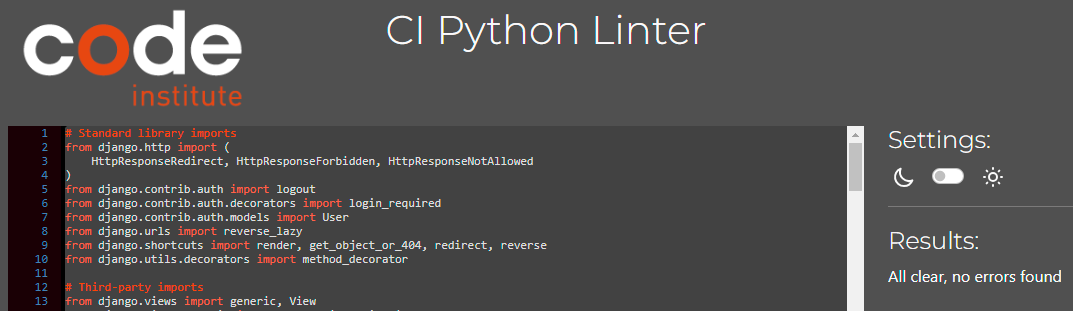 code
institute
CI Python Linter
1 # Standard library imports
2 from django.http import (
3     HttpResponseRedirect, HttpResponseForbidden, HttpResponseNotAllowed
4 )
5 from django.contrib.auth import logout
6 from django.contrib.auth.decorators import login_required
7 from django.contrib.auth.models import User
8 from django.urls import reverse_lazy
9 from django.shortcuts import render, get_object_or_404, redirect, reverse
10 from django.utils.decorators import method_decorator
11
12 # Third-party imports
13 from django.views import generic, View
Settings:
Results:
All clear, no errors found